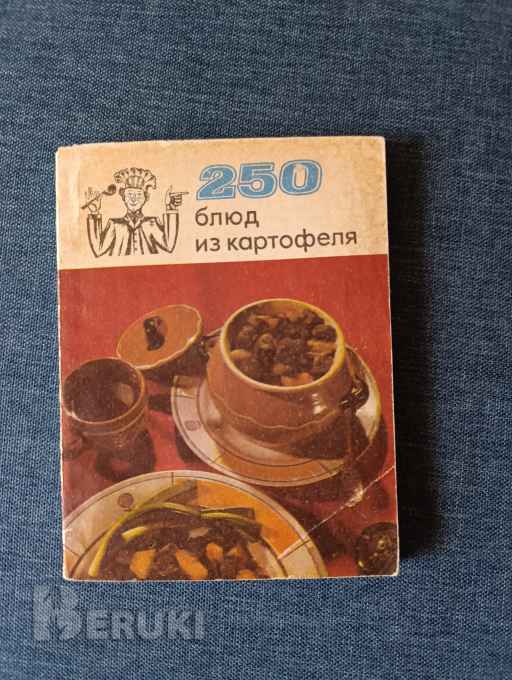 250
блюд
из картофеля
BERUKI